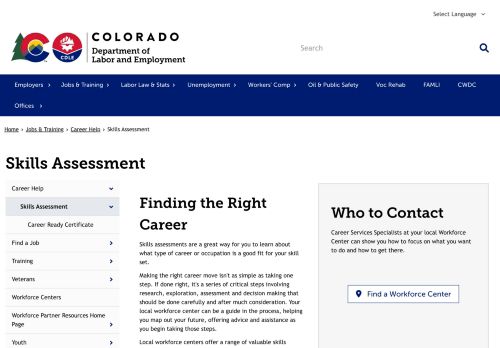 Select Language
COLORADO
Department of
Labor and Employment
CDLE
Search
Employers
Jobs & Training
Labor Law & Stats
Unemployment
Workers' Comp
Oil & Public Safety
Voc Rehab
FAMLI
CWDC
Offices
Home › Jobs & Training › Career Help › Skills Assessment
Skills Assessment
Career Help
Skills Assessment
Career Ready Certificate
Find a Job
Training
Veterans
Workforce Centers
Workforce Partner Resources Home
Page
Youth
Finding the Right
Career
Skills assessments are a great way for you to learn about
what type of career or occupation is a good fit for your skill
set.
Making the right career move isn't as simple as taking one
step. If done right, it's a series of critical steps involving
research, exploration, assessment and decision making that
should be done carefully and after much consideration. Your
local workforce center can be a guide in the process, helping
you map out your future, offering advice and assistance as
you begin taking those steps.
Local workforce centers offer a range of valuable skills
Who to Contact
Career Services Specialists at your local Workforce
Center can show you how to focus on what you want
to do and how to get there.
Find a Workforce Center